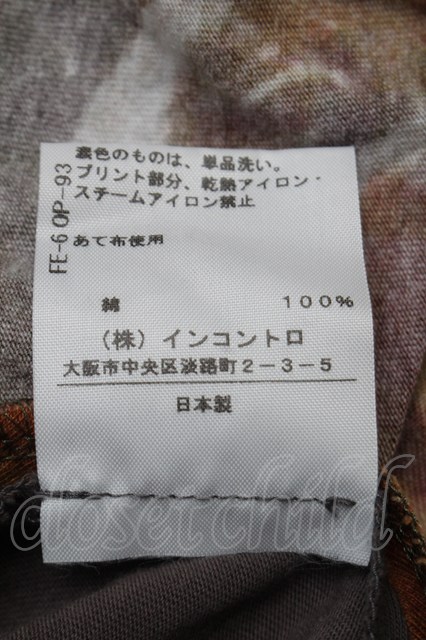 濃色のものは、単品洗い。
プリント部分、乾熱アイロン・
スチームアイロン禁止
あて布使用
FE-6 OP-93
綿 100%
(株) インコントロ
大阪市中央区淡路町2-3-5
日本製
closet child